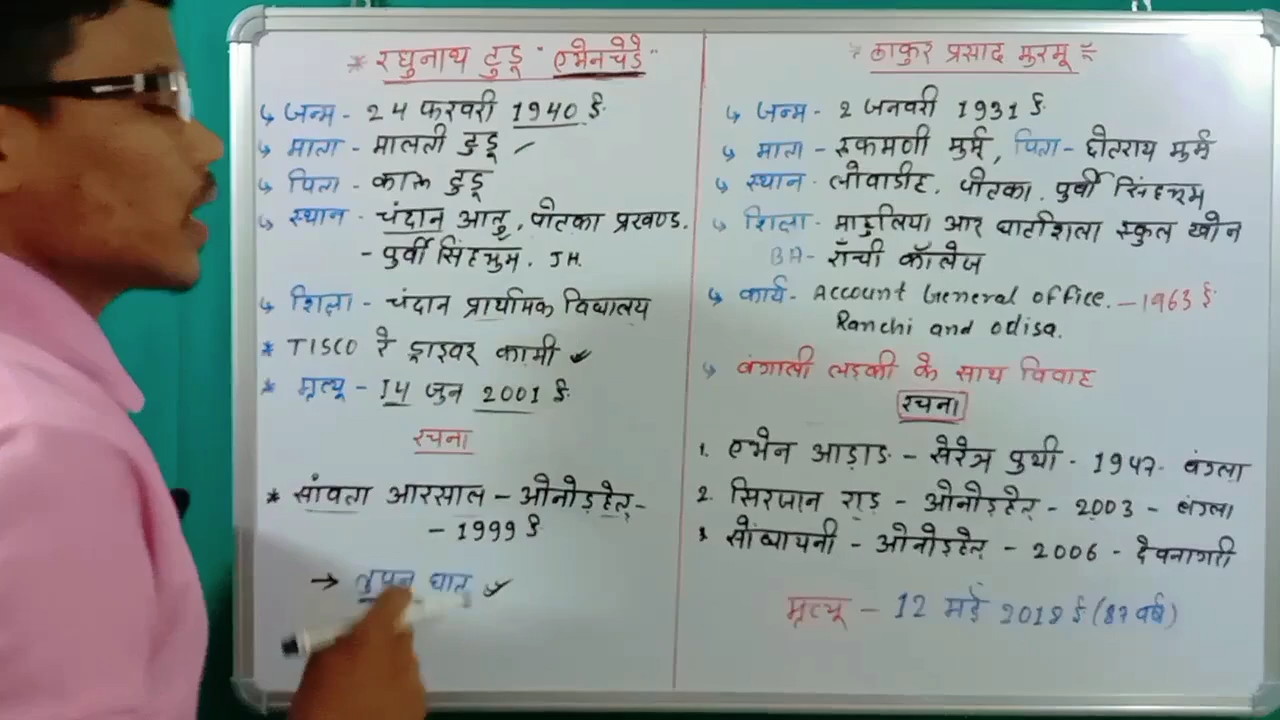 * रघुनाथ टुडू "एभेनचेंडे"
↳ जन्म - 24 फरवरी 1940 ई.
↳ माता - मालती टुडू
↳ पिता - काल टुडू
↳ स्थान - चंदान आतु, पोटका प्रखण्ड.
- पुर्वी सिंहभुम. JH.
↳ शिक्षा - चंदान प्राथमिक विद्यालय
* TISCO रे ड्राइवर कामी
* मृत्यू - 14 जुन 2001 ई.
रचना
* सांवता आरसाल - ओनोड़हेंल् -
- 1999 ई
→ घात
* ठाकुर प्रसाद मुरमू =
↳ जन्म - 2 जनवरी 1931 ई.
↳ माता - रूकमणी मुर्मू, पिता - छोतराय मुर्मू
↳ स्थान - लोवाडीह, पोटका. पुर्वी सिंहभुम
↳ शिक्षा - माडुलिया आर घाटशिला स्कुल खोन
BA - राँची कॉलेज
↳ कार्य - Account General office. - 1963 ई.
Ranchi and odisa.
↳ बंगाली लड़की के साथ विवाह
रचना
1. एभेन आड़ाङ - सेरेञ पुथी - 1947 - बंग्ला
2. सिरजान राड़ - ओनोड़हेंल् - 2003 - बंग्ला
3 - ओनोड़हेंल् - 2006 - देवनागरी
मृत्यू - 12 मई 2018 ई (87 वर्ष)